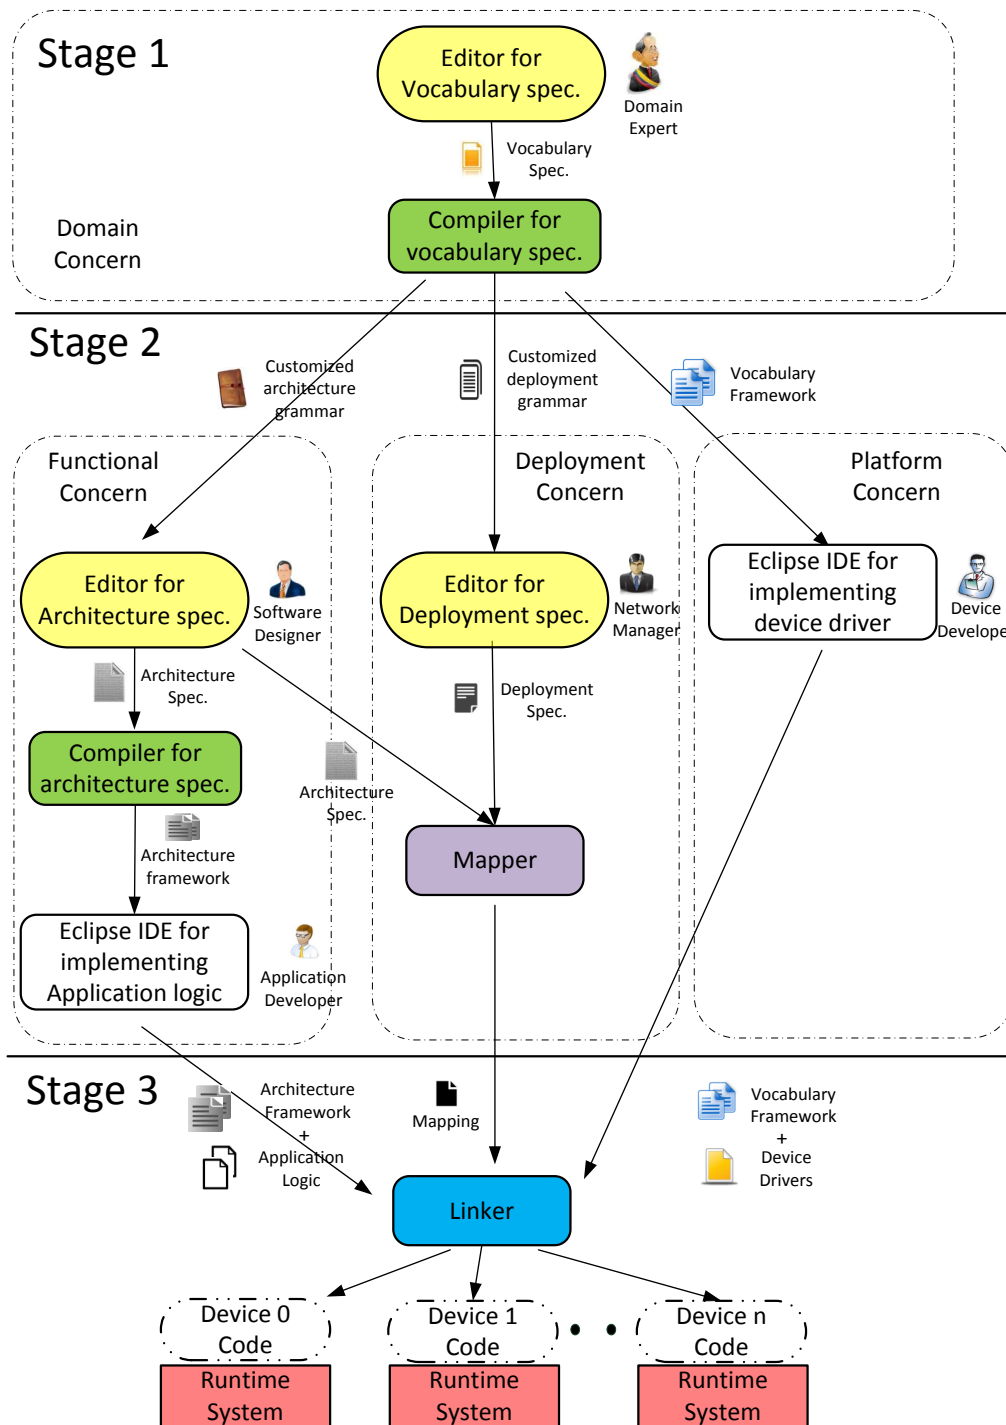 Stage 1
Editor for
Vocabulary spec.
Domain
Expert
Vocabulary
Spec.
Compiler for
vocabulary spec.
Domain
Concern
Stage 2
Customized
architecture
grammar
Customized
deployment
grammar
Vocabulary
Framework
Functional
Concern
Deployment
Concern
Platform
Concern
Editor for
Architecture spec.
Software
Designer
Editor for
Deployment spec.
Network
Manager
Eclipse IDE for
implementing
device driver
Device
Develope
Architecture
Spec.
Deployment
Spec.
Compiler for
architecture spec.
Architecture
Spec.
Architecture
framework
Mapper
Eclipse IDE for
implementing
Application logic
Application
Developer
Stage 3
Architecture
Framework
+
Application
Logic
Mapping
Vocabulary
Framework
+
Device
Drivers
Linker
Device 0
Code
Device 1
Code
Device n
Code
Runtime
System
Runtime
System
Runtime
System